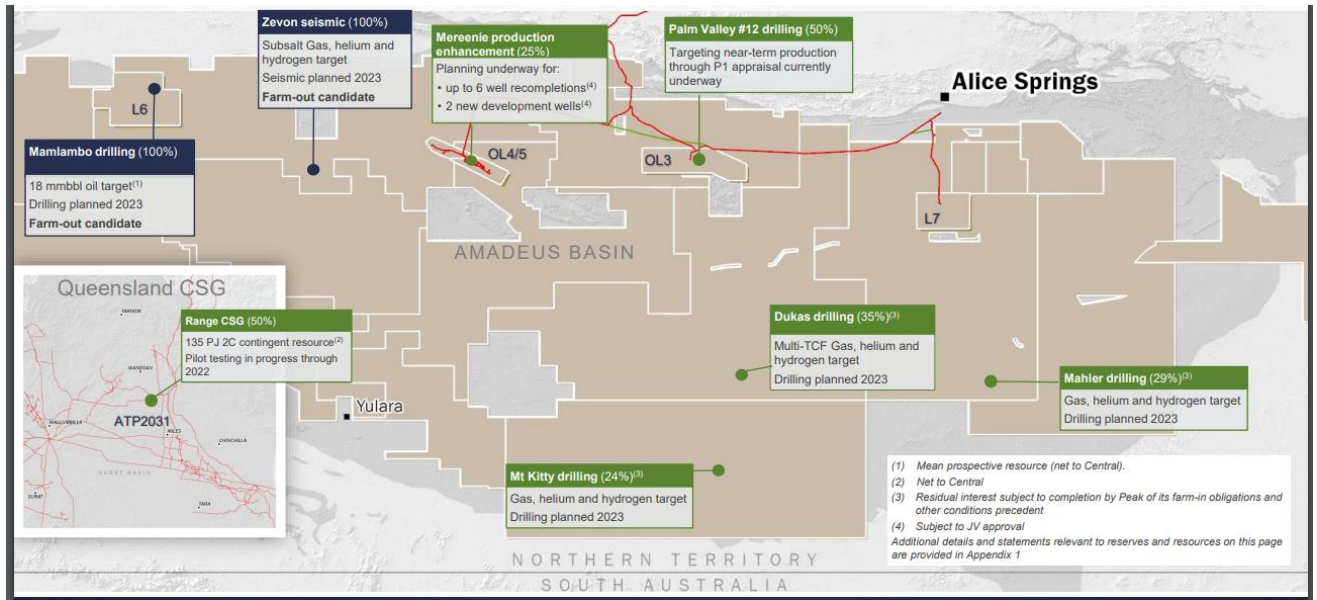 Zevon seismic (100%)
Subsalt Gas, helium and
hydrogen target
Seismic planned 2023
Farm-out candidate
Mereenie production
enhancement (25%)
Planning underway for:
• up to 6 well recompletions(4)
• 2 new development wells(4)
Palm Valley #12 drilling (50%)
Targeting near-term production
through P1 appraisal currently
underway
Alice Springs
L6
Mamlambo drilling (100%)
18 mmbbl oil target(1)
Drilling planned 2023
Farm-out candidate
OL4/5
OL3
L7
AMADEUS BASIN
Queensland CSG
Range CSG (50%)
135 PJ 2C contingent resource(2)
Pilot testing in progress through
2022
TAROOM
WANDOAN
ATP2031
WALLUMBILLA
MILES
CHINCHILLA
SURAT BASIN
SURAT
TARA
Yulara
Dukas drilling (35%)(3)
Multi-TCF Gas, helium and
hydrogen target
Drilling planned 2023
Mahler drilling (29%)(3)
Gas, helium and hydrogen target
Drilling planned 2023
Mt Kitty drilling (24%)(3)
Gas, helium and hydrogen target
Drilling planned 2023
(1) Mean prospective resource (net to Central).
(2) Net to Central
(3) Residual interest subject to completion by Peak of its farm-in obligations and
other conditions precedent
(4) Subject to JV approval
Additional details and statements relevant to reserves and resources on this page
are provided in Appendix 1
NORTHERN TERRITORY
SOUTH AUSTRALIA